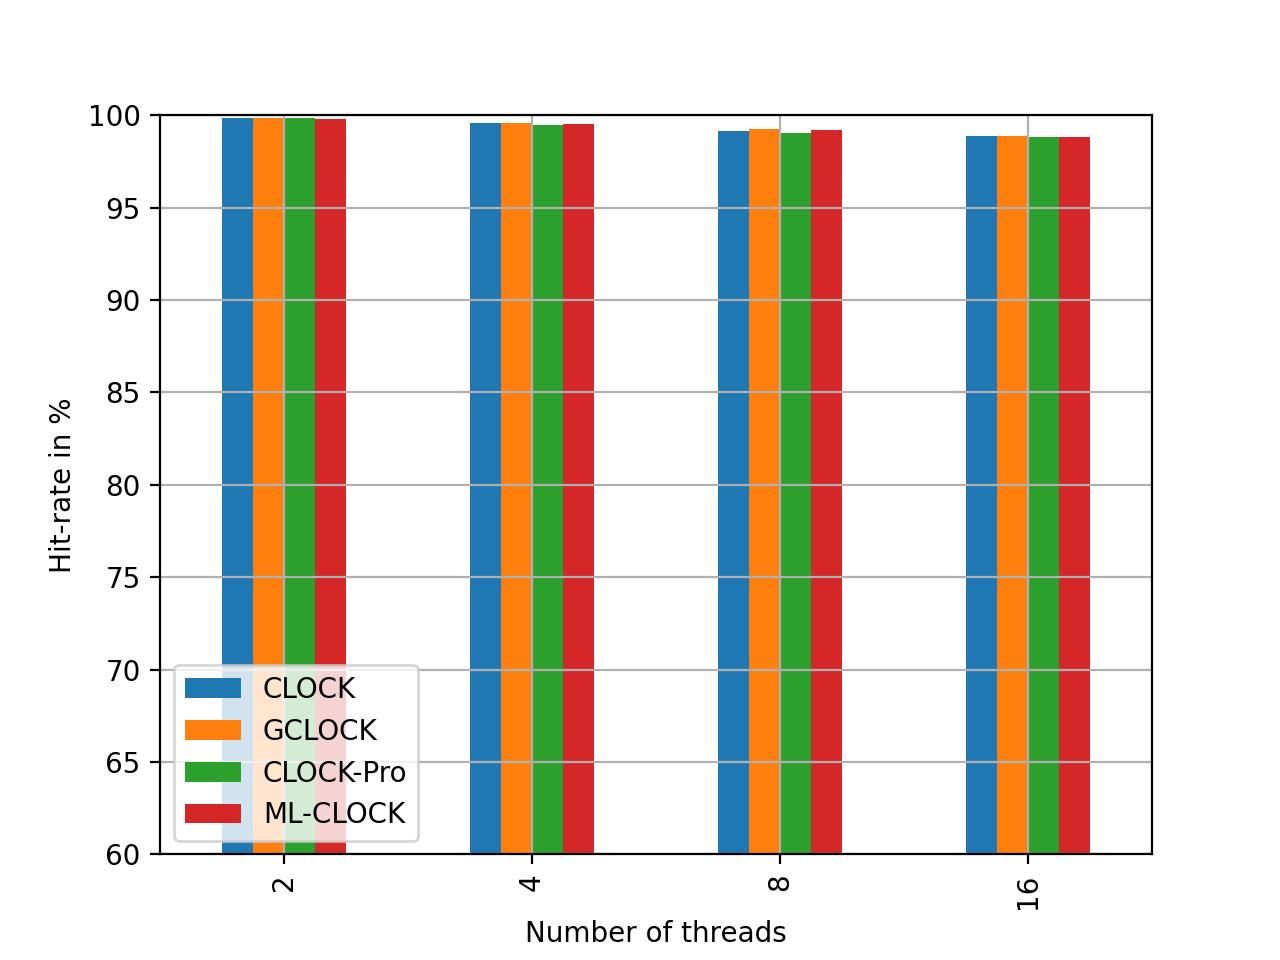 100
95
90
85
80
75
70
65
60
Hit-rate in %
CLOCK
GCLOCK
CLOCK-Pro
ML-CLOCK
2
4
8
16
Number of threads